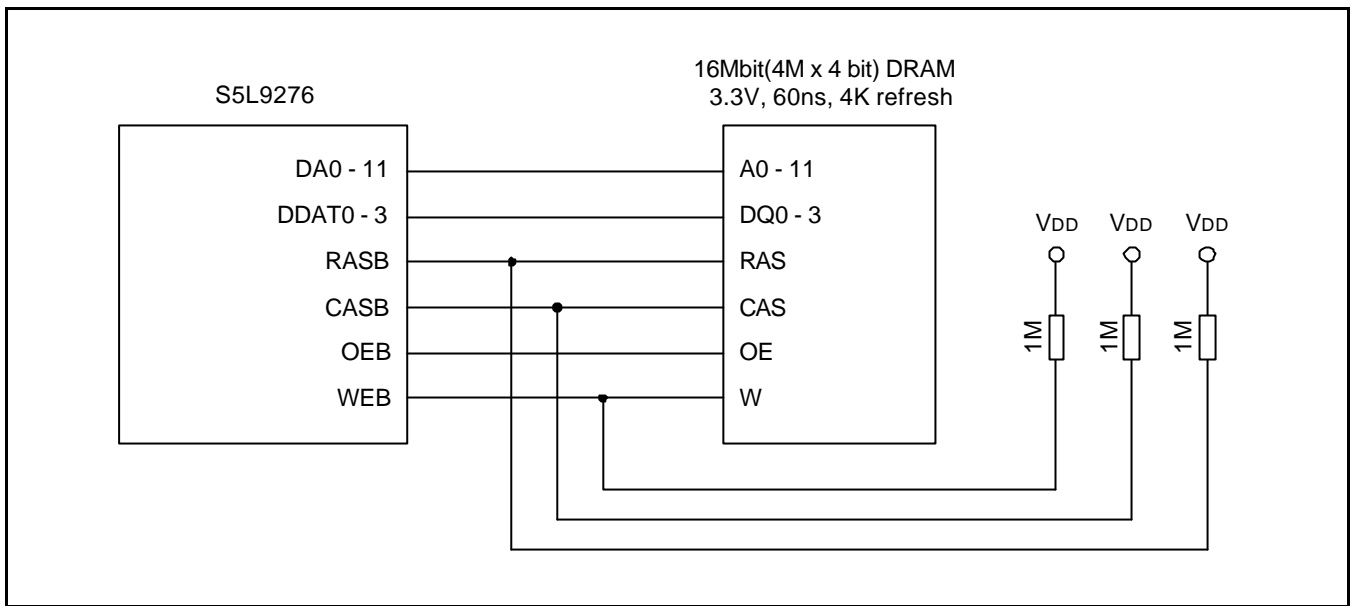 16Mbit(4M x 4 bit) DRAM
3.3V, 60ns, 4K refresh
S5L9276
DA0 - 11
DDAT0 - 3
RASB
CASB
OEB
WEB
A0 - 11
DQ0 - 3
RAS
CAS
OE
W
VDD VDD VDD
1M 1M 1M